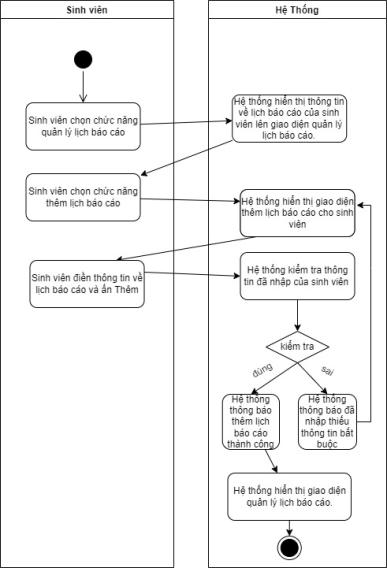 Sinh viên
Hệ Thống
Sinh viên chọn chức năng
quản lý lịch báo cáo
Hệ thống hiển thị thông tin
về lịch báo cáo của sinh
viên lên giao diện quản lý
lịch báo cáo.
Sinh viên chọn chức năng
thêm lịch báo cáo
Hệ thống hiển thị giao diện
thêm lịch báo cáo cho sinh
viên
Sinh viên điền thông tin về
lịch báo cáo và ấn Thêm
Hệ thống kiểm tra thông
tin đã nhập của sinh viên
kiểm tra
đúng
sai
Hệ thống
thông báo
thêm lịch
báo cáo
thành công
Hệ thống
thông báo đã
nhập thiếu
thông tin bắt
buộc
Hệ thống hiển thị giao diện
quản lý lịch báo cáo.